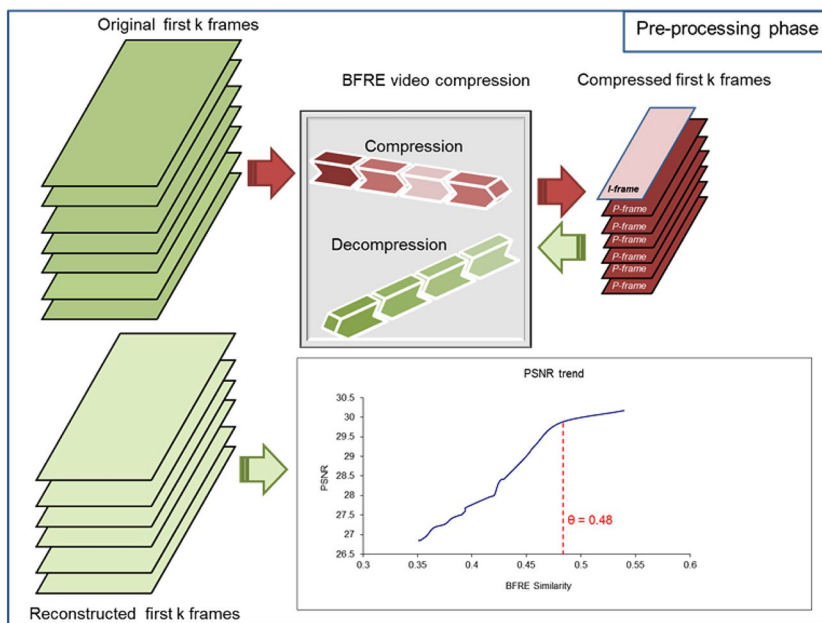 Original first k frames
Pre-processing phase
BFRE video compression
Compressed first k frames
Compression
I-frame
P-frame
P-frame
P-frame
P-frame
P-frame
P-frame
Decompression
PSNR trend
30.5
30
29.5
29
28.5
28
27.5
27
26.5
PSNR
θ = 0.48
0.3
0.35
0.4
0.45
0.5
0.55
0.6
BFRE Similarity
Reconstructed first k frames